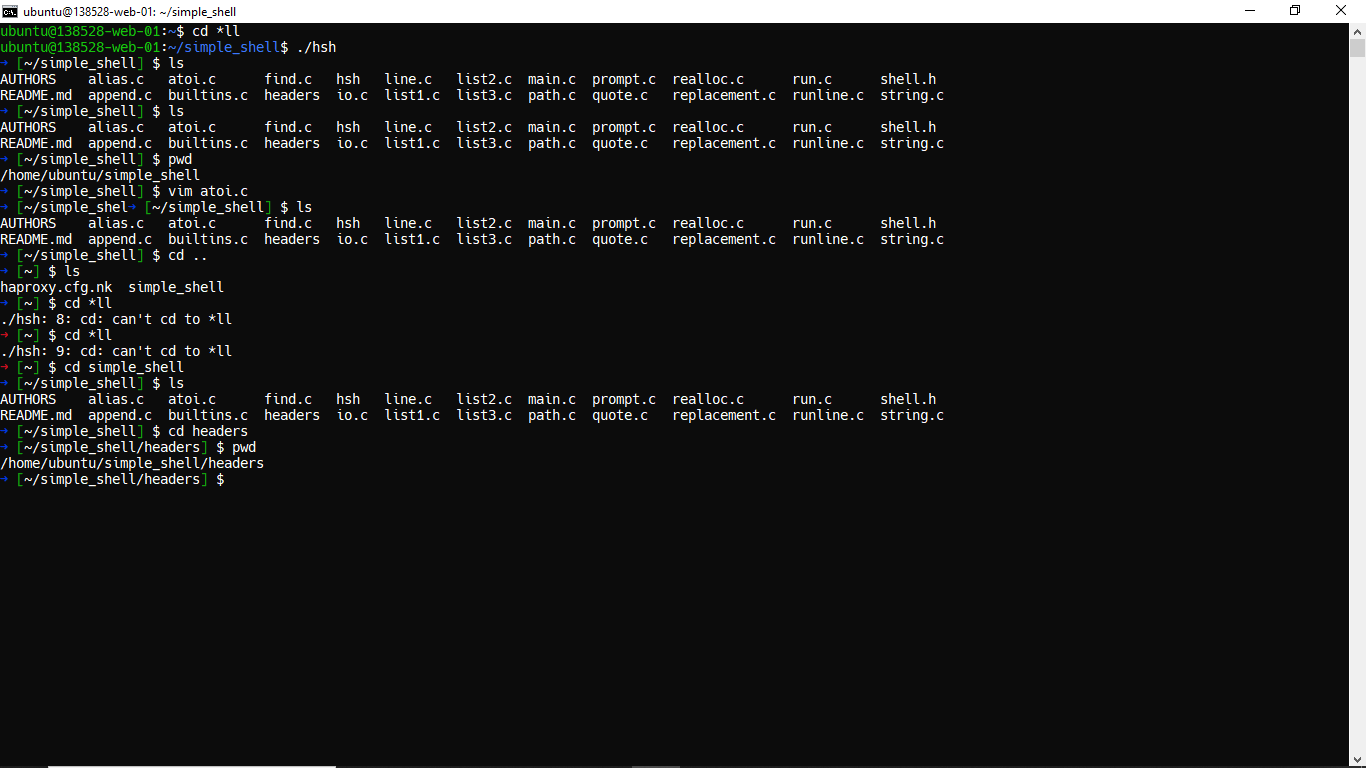 ubuntu@138528-web-01: ~/simple_shell
ubuntu@138528-web-01:~$ cd *ll
ubuntu@138528-web-01:~/simple_shell$ ./hsh
➜ [~/simple_shell] $ ls
AUTHORS    alias.c   atoi.c      find.c   hsh   line.c   list2.c  main.c  prompt.c  realloc.c      run.c      shell.h
README.md  append.c  builtins.c  headers  io.c  list1.c  list3.c  path.c  quote.c   replacement.c  runline.c  string.c
➜ [~/simple_shell] $ ls
AUTHORS    alias.c   atoi.c      find.c   hsh   line.c   list2.c  main.c  prompt.c  realloc.c      run.c      shell.h
README.md  append.c  builtins.c  headers  io.c  list1.c  list3.c  path.c  quote.c   replacement.c  runline.c  string.c
➜ [~/simple_shell] $ pwd
/home/ubuntu/simple_shell
➜ [~/simple_shell] $ vim atoi.c
➜ [~/simple_shel➜ [~/simple_shell] $ ls
AUTHORS    alias.c   atoi.c      find.c   hsh   line.c   list2.c  main.c  prompt.c  realloc.c      run.c      shell.h
README.md  append.c  builtins.c  headers  io.c  list1.c  list3.c  path.c  quote.c   replacement.c  runline.c  string.c
➜ [~/simple_shell] $ cd ..
➜ [~] $ ls
haproxy.cfg.nk  simple_shell
➜ [~] $ cd *ll
./hsh: 8: cd: can't cd to *ll
➜ [~] $ cd *ll
./hsh: 9: cd: can't cd to *ll
➜ [~] $ cd simple_shell
➜ [~/simple_shell] $ ls
AUTHORS    alias.c   atoi.c      find.c   hsh   line.c   list2.c  main.c  prompt.c  realloc.c      run.c      shell.h
README.md  append.c  builtins.c  headers  io.c  list1.c  list3.c  path.c  quote.c   replacement.c  runline.c  string.c
➜ [~/simple_shell] $ cd headers
➜ [~/simple_shell/headers] $ pwd
/home/ubuntu/simple_shell/headers
➜ [~/simple_shell/headers] $